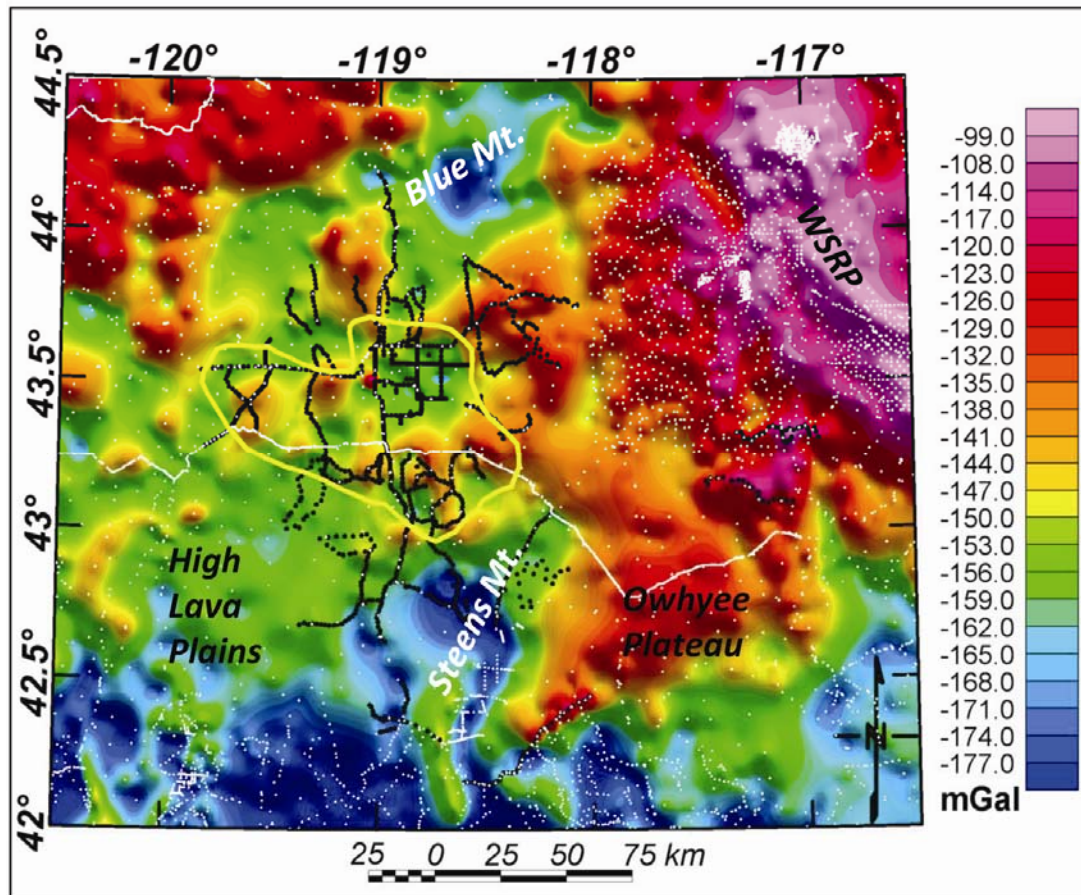 -120° -119° -118° -117°
44.5°
44°
43.5°
43°
42.5°
42°
Blue Mt.
WSRP
High
Lava
Plains
Steens Mt.
Owhyee
Plateau
N
-99.0
-108.0
-114.0
-117.0
-120.0
-123.0
-126.0
-129.0
-132.0
-135.0
-138.0
-141.0
-144.0
-147.0
-150.0
-153.0
-156.0
-159.0
-162.0
-165.0
-168.0
-171.0
-174.0
-177.0
mGal
25 0 25 50 75 km